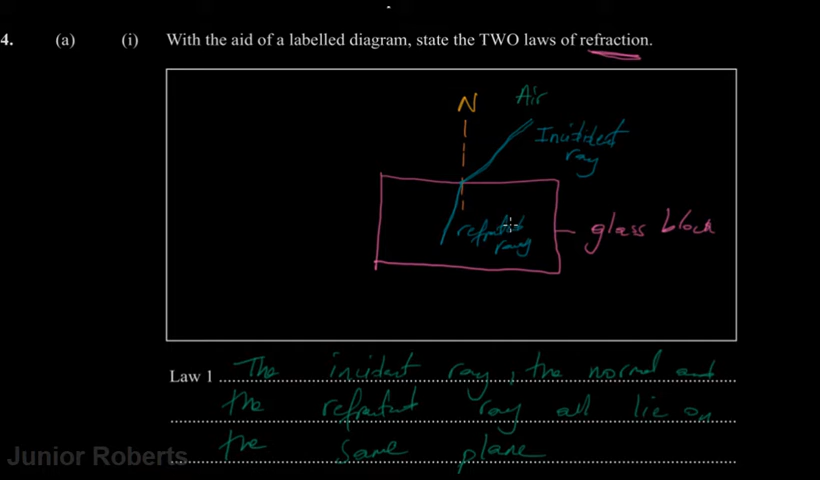 4. (a) (i) With the aid of a labelled diagram, state the TWO laws of refraction.
N
Air
Incident
ray
refracted
ray
glass block
Law 1 The incident ray, the normal and
the refracted ray all lie on
the same plane
Junior Roberts